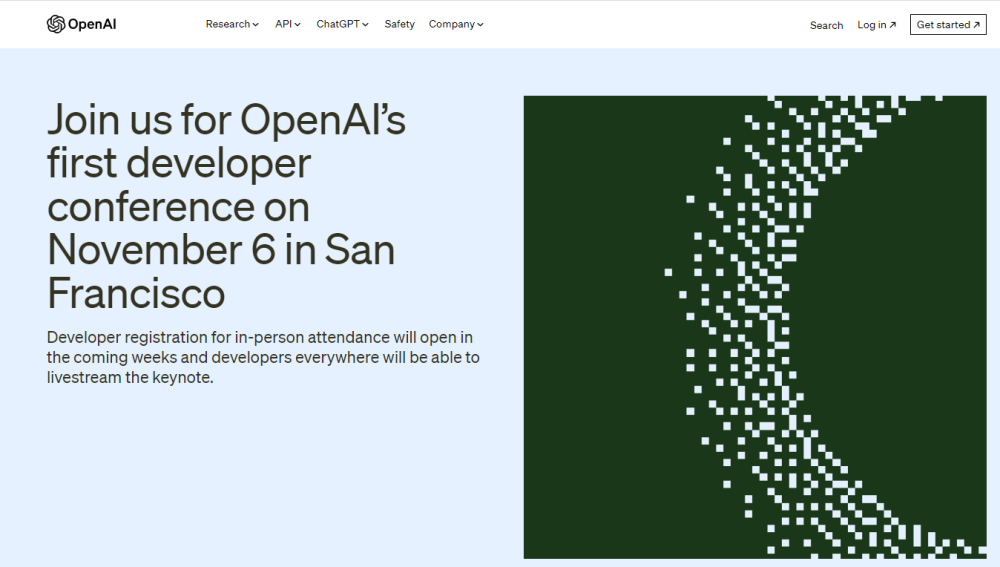 OpenAI Research API ChatGPT Safety Company Search Log in ↗ Get started ↗
Join us for OpenAI’s
first developer
conference on
November 6 in San
Francisco
Developer registration for in-person attendance will open in
the coming weeks and developers everywhere will be able to
livestream the keynote.